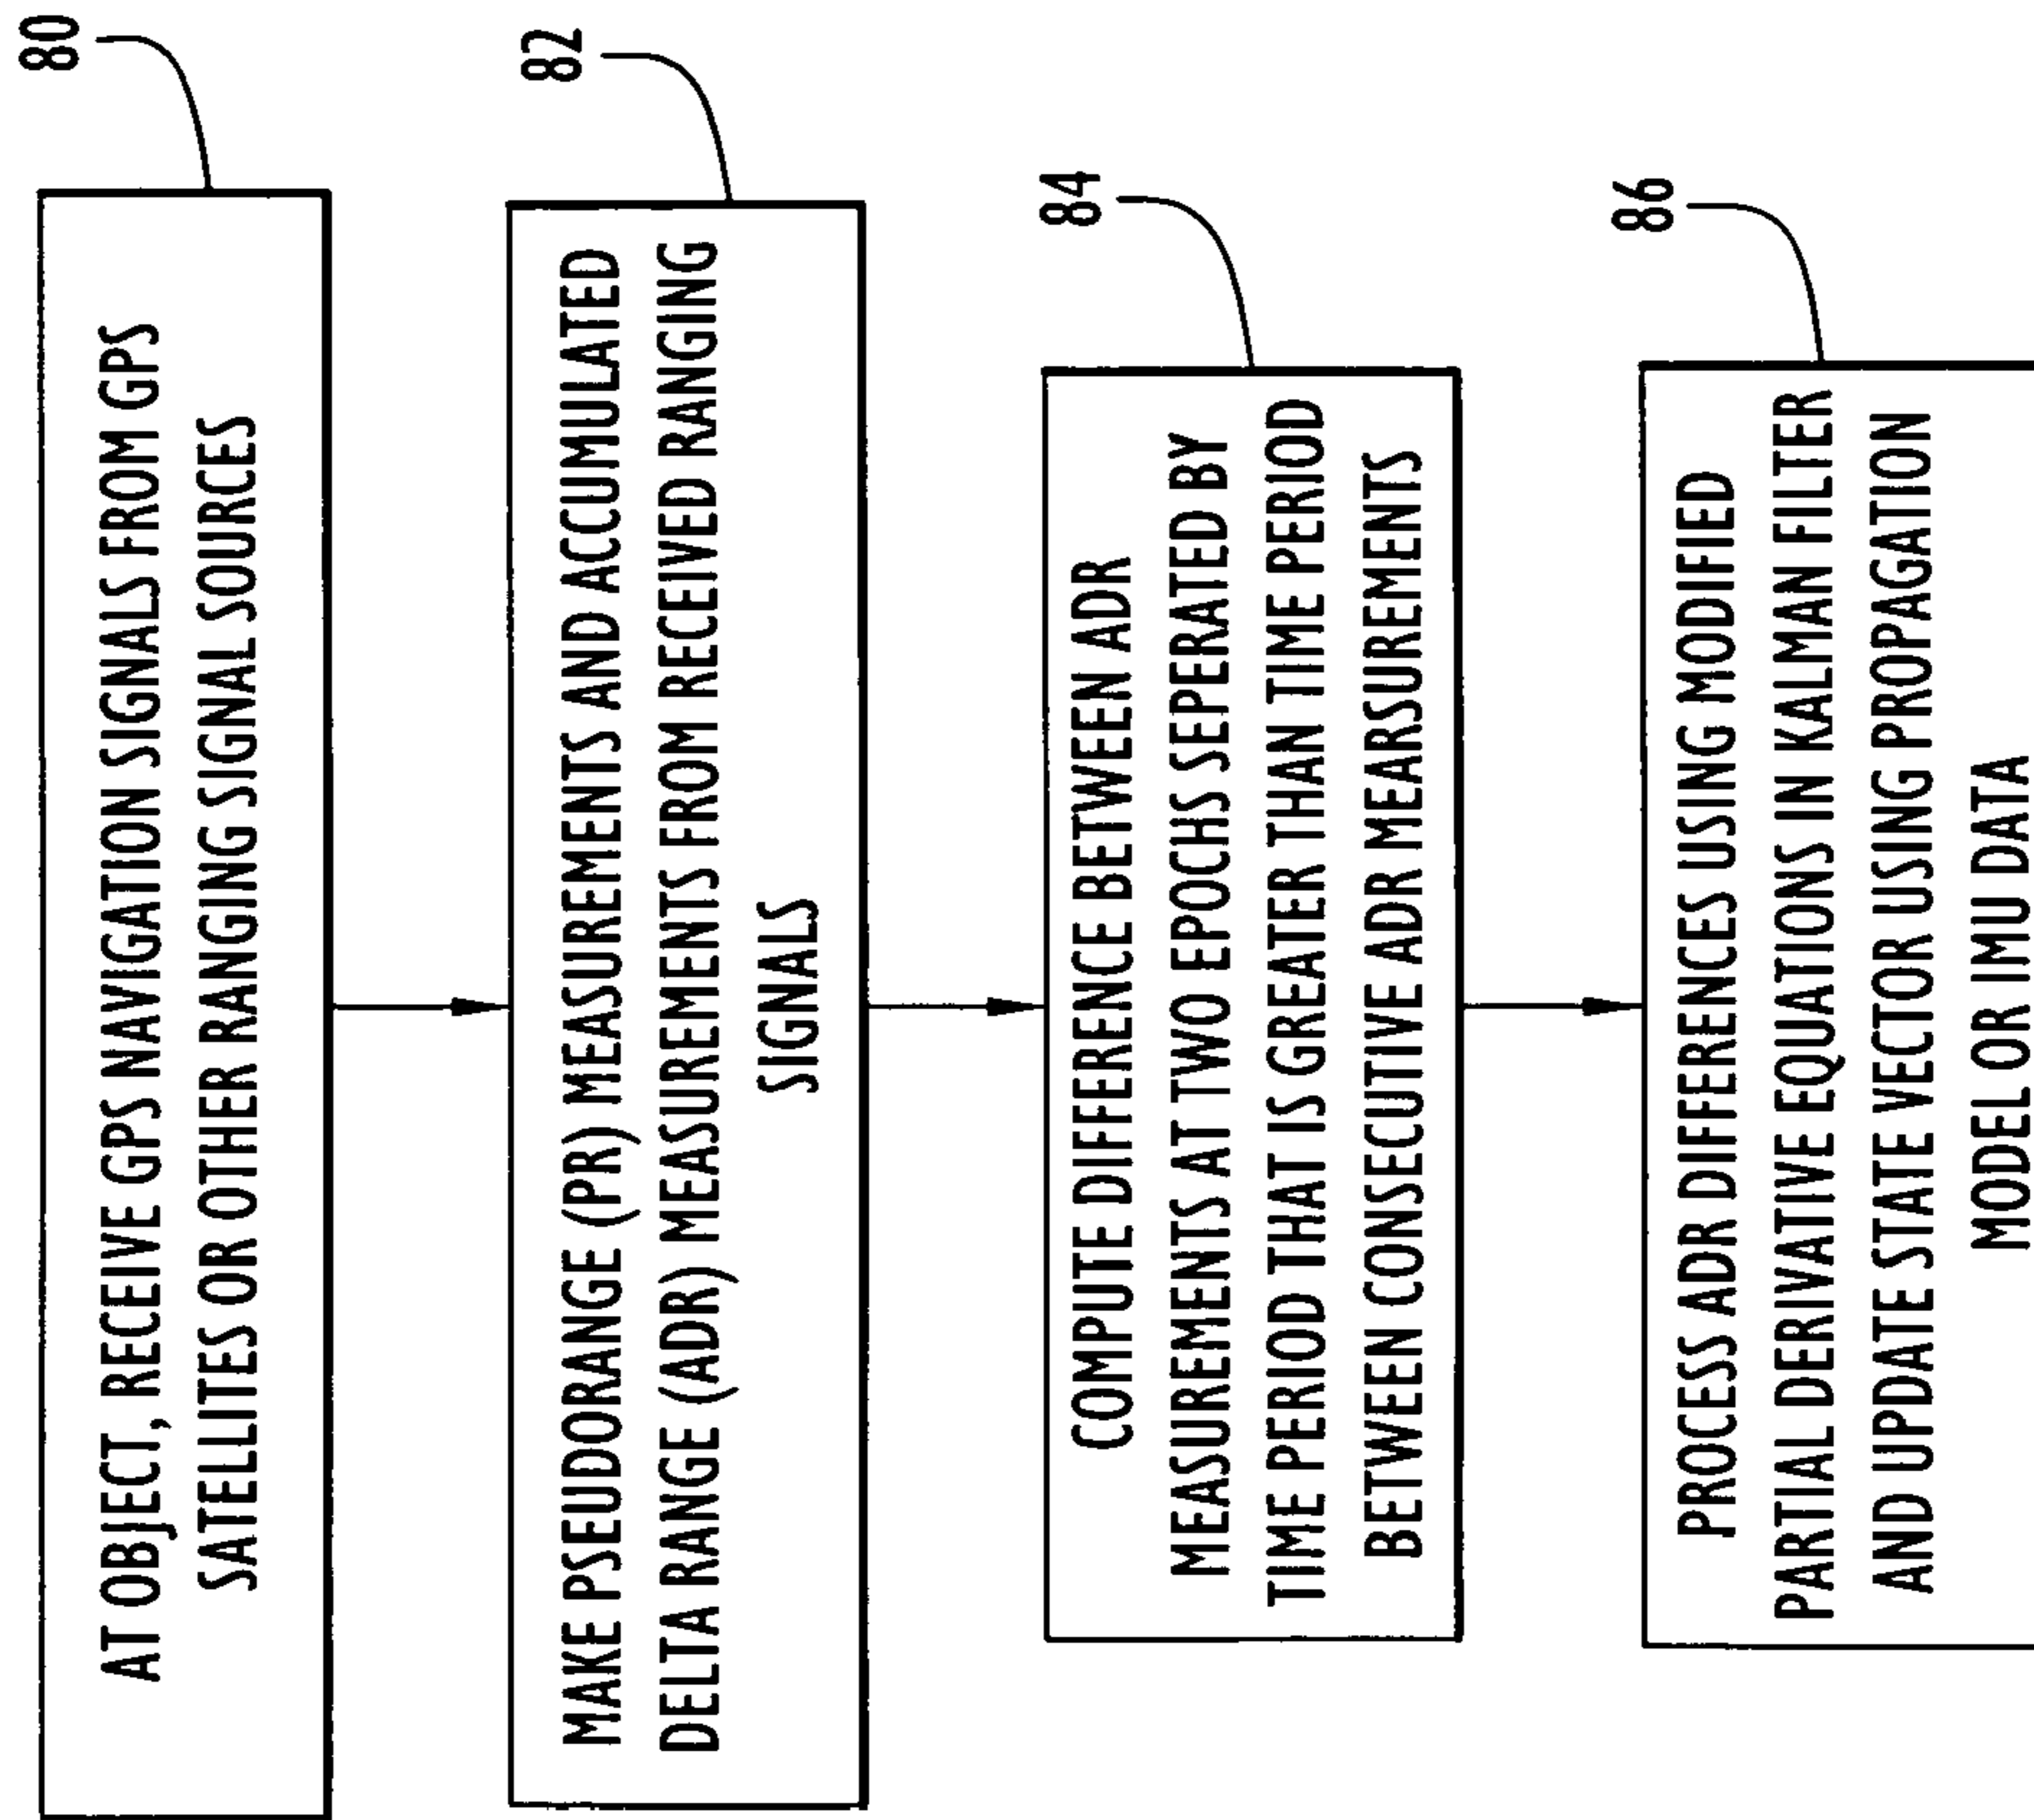 80
AT OBJECT, RECEIVE GPS NAVIGATION SIGNALS FROM GPS
SATELLITES OR OTHER RANGING SIGNAL SOURCES
82
MAKE PSEUDORANGE (PR) MEASUREMENTS AND ACCUMULATED
DELTA RANGE (ADR) MEASUREMENTS FROM RECEIVED RANGING
SIGNALS
84
COMPUTE DIFFERENCE BETWEEN ADR
MEASUREMENTS AT TWO EPOCHS SEPERATED BY
TIME PERIOD THAT IS GREATER THAN TIME PERIOD
BETWEEN CONSECUTIVE ADR MEARSUREMENTS
86
PROCESS ADR DIFFERENCES USING MODIFIED
PARTIAL DERIVATIVE EQUATIONS IN KALMAN FILTER
AND UPDATE STATE VECTOR USING PROPAGATION
MODEL OR IMU DATA